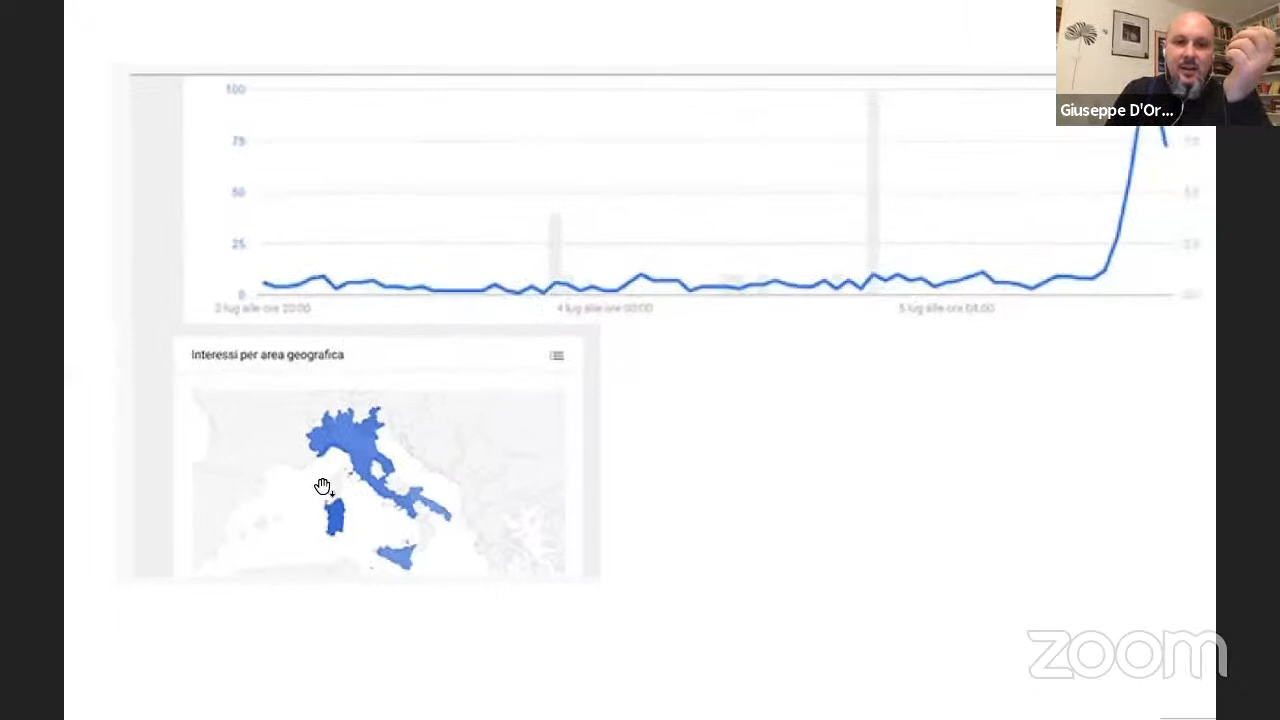 Giuseppe D'Or...
100
75
50
25
0
3 lug alle ore 20:00
4 lug alle ore 00:00
5 lug alle ore 04:00
Interessi per area geografica
zoom